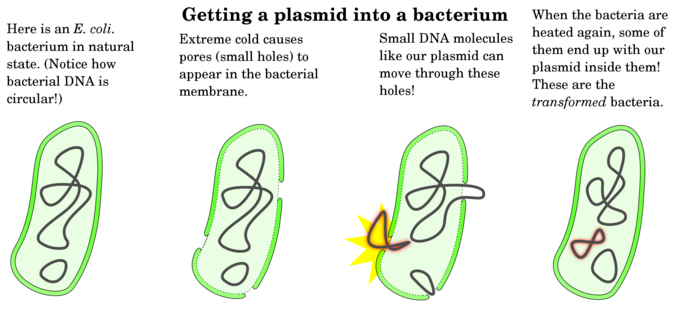 Getting a plasmid into a bacterium
Here is an E. coli.
bacterium in natural
state. (Notice how
bacterial DNA is
circular!)
Extreme cold causes
pores (small holes) to
appear in the bacterial
membrane.
Small DNA molecules
like our plasmid can
move through these
holes!
When the bacteria are
heated again, some of
them end up with our
plasmid inside them!
These are the
transformed bacteria.